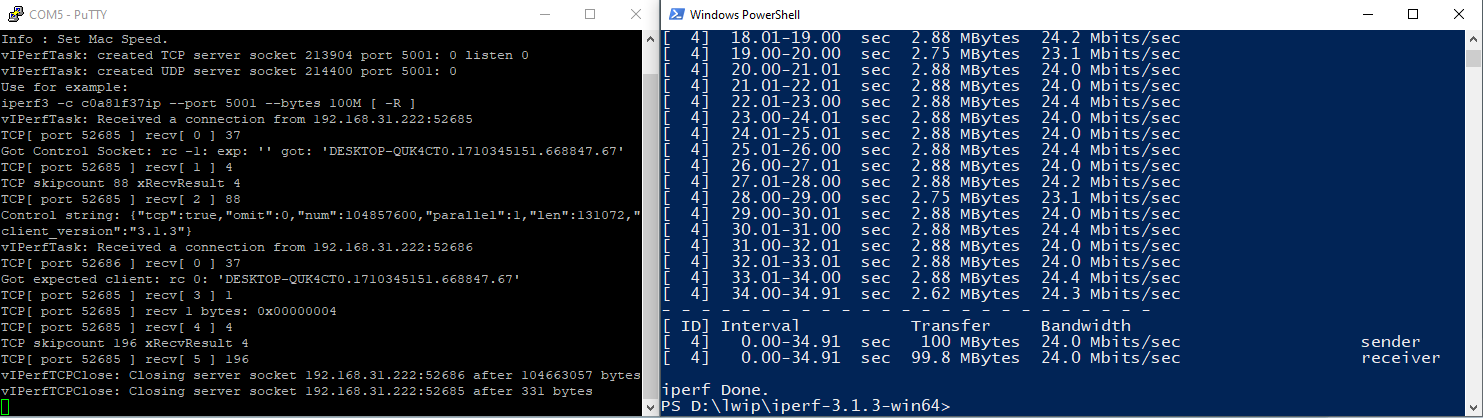 COM5 - PuTTY
Info : Set Mac Speed.
vIPerfTask: created TCP server socket 213904 port 5001: 0 listen 0
vIPerfTask: created UDP server socket 214400 port 5001: 0
Use for example:
iperf3 -c c0a81f37ip --port 5001 --bytes 100M [ -R ]
vIPerfTask: Received a connection from 192.168.31.222:52685
TCP[ port 52685 ] recv[ 0 ] 37
Got Control Socket: rc -1: exp: '' got: 'DESKTOP-QUK4CT0.1710345151.668847.67'
TCP[ port 52685 ] recv[ 1 ] 4
TCP skipcount 88 xRecvResult 4
TCP[ port 52685 ] recv[ 2 ] 88
Control string: {"tcp":true,"omit":0,"num":104857600,"parallel":1,"len":131072,"
client_version":"3.1.3"}
vIPerfTask: Received a connection from 192.168.31.222:52686
TCP[ port 52686 ] recv[ 0 ] 37
Got expected client: rc 0: 'DESKTOP-QUK4CT0.1710345151.668847.67'
TCP[ port 52685 ] recv[ 3 ] 1
TCP[ port 52685 ] recv 1 bytes: 0x00000004
TCP[ port 52685 ] recv[ 4 ] 4
TCP skipcount 196 xRecvResult 4
TCP[ port 52685 ] recv[ 5 ] 196
vIPerfTCPClose: Closing server socket 192.168.31.222:52686 after 104663057 bytes
vIPerfTCPClose: Closing server socket 192.168.31.222:52685 after 331 bytes
Windows PowerShell
[  4]  18.01-19.00  sec  2.88 MBytes  24.2 Mbits/sec
[  4]  19.00-20.00  sec  2.75 MBytes  23.1 Mbits/sec
[  4]  20.00-21.01  sec  2.88 MBytes  24.0 Mbits/sec
[  4]  21.01-22.01  sec  2.88 MBytes  24.0 Mbits/sec
[  4]  22.01-23.00  sec  2.88 MBytes  24.4 Mbits/sec
[  4]  23.00-24.01  sec  2.88 MBytes  24.0 Mbits/sec
[  4]  24.01-25.01  sec  2.88 MBytes  24.0 Mbits/sec
[  4]  25.01-26.00  sec  2.88 MBytes  24.4 Mbits/sec
[  4]  26.00-27.01  sec  2.88 MBytes  24.0 Mbits/sec
[  4]  27.01-28.00  sec  2.88 MBytes  24.2 Mbits/sec
[  4]  28.00-29.00  sec  2.75 MBytes  23.1 Mbits/sec
[  4]  29.00-30.01  sec  2.88 MBytes  24.0 Mbits/sec
[  4]  30.01-31.00  sec  2.88 MBytes  24.4 Mbits/sec
[  4]  31.00-32.01  sec  2.88 MBytes  24.0 Mbits/sec
[  4]  32.01-33.01  sec  2.88 MBytes  24.0 Mbits/sec
[  4]  33.01-34.00  sec  2.88 MBytes  24.4 Mbits/sec
[  4]  34.00-34.91  sec  2.62 MBytes  24.3 Mbits/sec
- - - - - - - - - - - - - - - - - - - - - - - - -
[ ID] Interval           Transfer     Bandwidth
[  4]   0.00-34.91  sec   100 MBytes  24.0 Mbits/sec                  sender
[  4]   0.00-34.91  sec  99.8 MBytes  24.0 Mbits/sec                  receiver
iperf Done.
PS D:\lwip\iperf-3.1.3-win64>